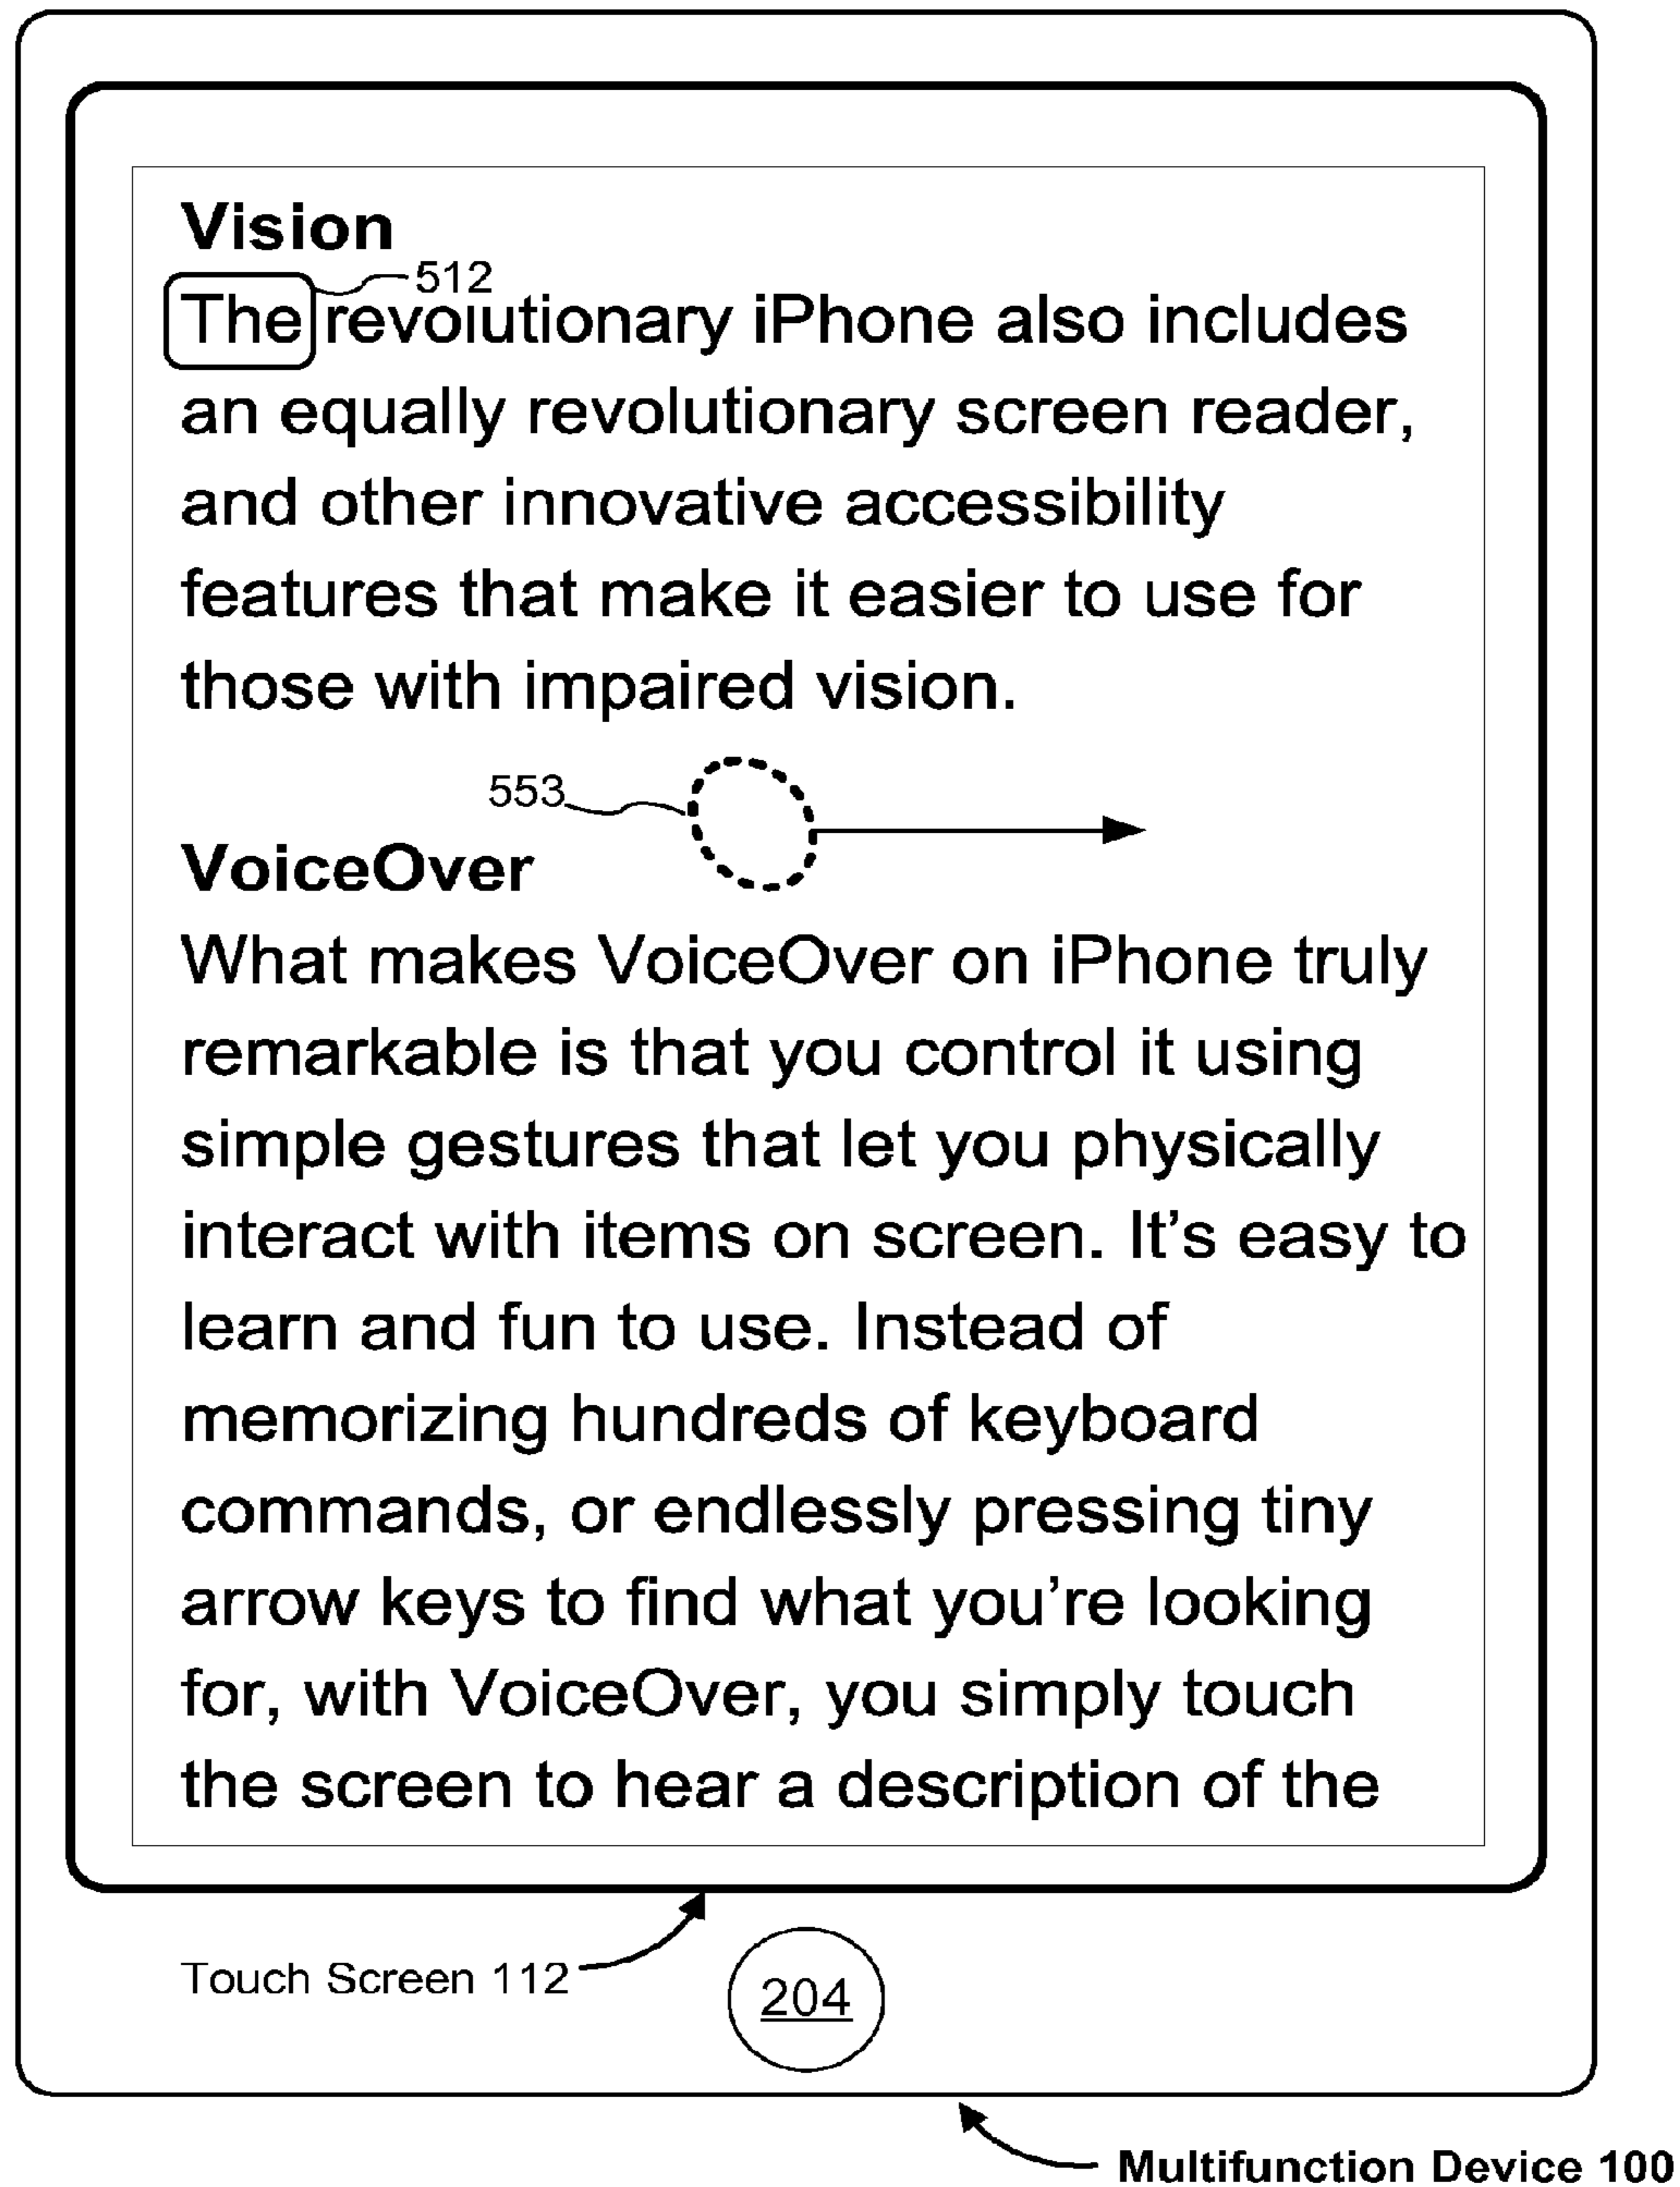 Vision
512
The revolutionary iPhone also includes
an equally revolutionary screen reader,
and other innovative accessibility
features that make it easier to use for
those with impaired vision.
553
VoiceOver
What makes VoiceOver on iPhone truly
remarkable is that you control it using
simple gestures that let you physically
interact with items on screen. It’s easy to
learn and fun to use. Instead of
memorizing hundreds of keyboard
commands, or endlessly pressing tiny
arrow keys to find what you’re looking
for, with VoiceOver, you simply touch
the screen to hear a description of the
Touch Screen 112
204
Multifunction Device 100